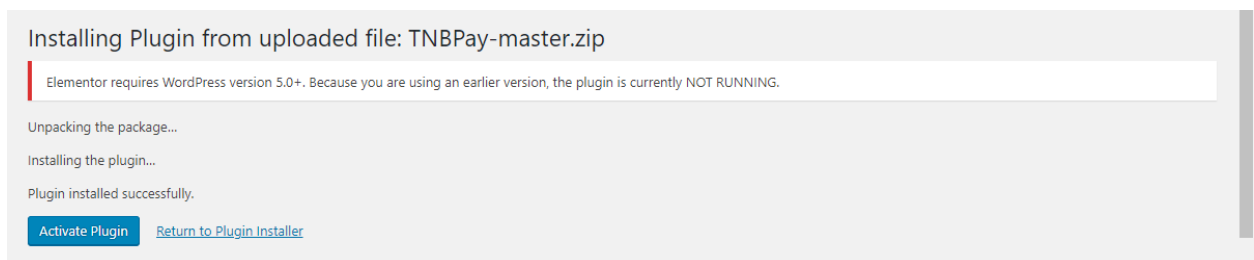 Installing Plugin from uploaded file: TNBPay-master.zip
Elementor requires WordPress version 5.0+. Because you are using an earlier version, the plugin is currently NOT RUNNING.
Unpacking the package...
Installing the plugin...
Plugin installed successfully.
Activate Plugin Return to Plugin Installer